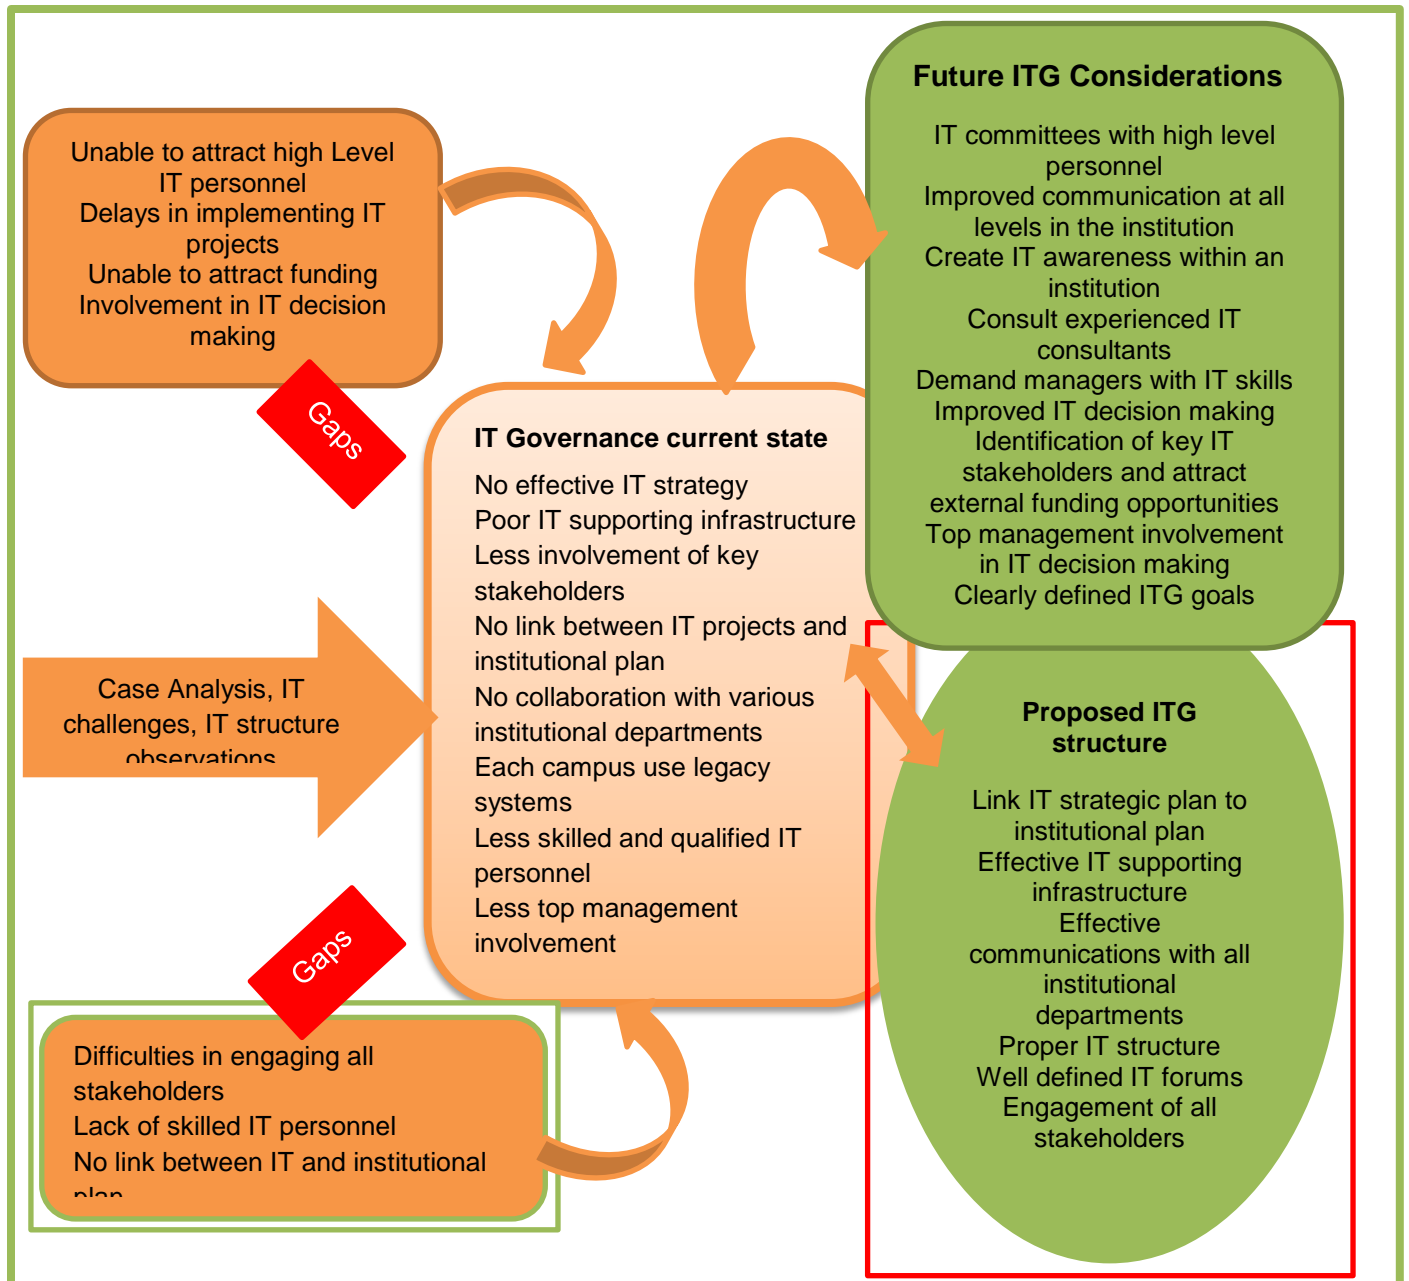 Future ITG Considerations
IT committees with high level
personnel
Improved communication at all
levels in the institution
Create IT awareness within an
institution
Consult experienced IT
consultants
Demand managers with IT skills
Improved IT decision making
Identification of key IT
stakeholders and attract
external funding opportunities
Top management involvement
in IT decision making
Clearly defined ITG goals
Unable to attract high Level
IT personnel
Delays in implementing IT
projects
Unable to attract funding
Involvement in IT decision
making
Gaps
IT Governance current state
No effective IT strategy
Poor IT supporting infrastructure
Less involvement of key
stakeholders
No link between IT projects and
institutional plan
No collaboration with various
institutional departments
Each campus use legacy
systems
Less skilled and qualified IT
personnel
Less top management
involvement
Case Analysis, IT
challenges, IT structure
observations
Proposed ITG
structure
Link IT strategic plan to
institutional plan
Effective IT supporting
infrastructure
Effective
communications with all
institutional
departments
Proper IT structure
Well defined IT forums
Engagement of all
stakeholders
Gaps
Difficulties in engaging all
stakeholders
Lack of skilled IT personnel
No link between IT and institutional
plan